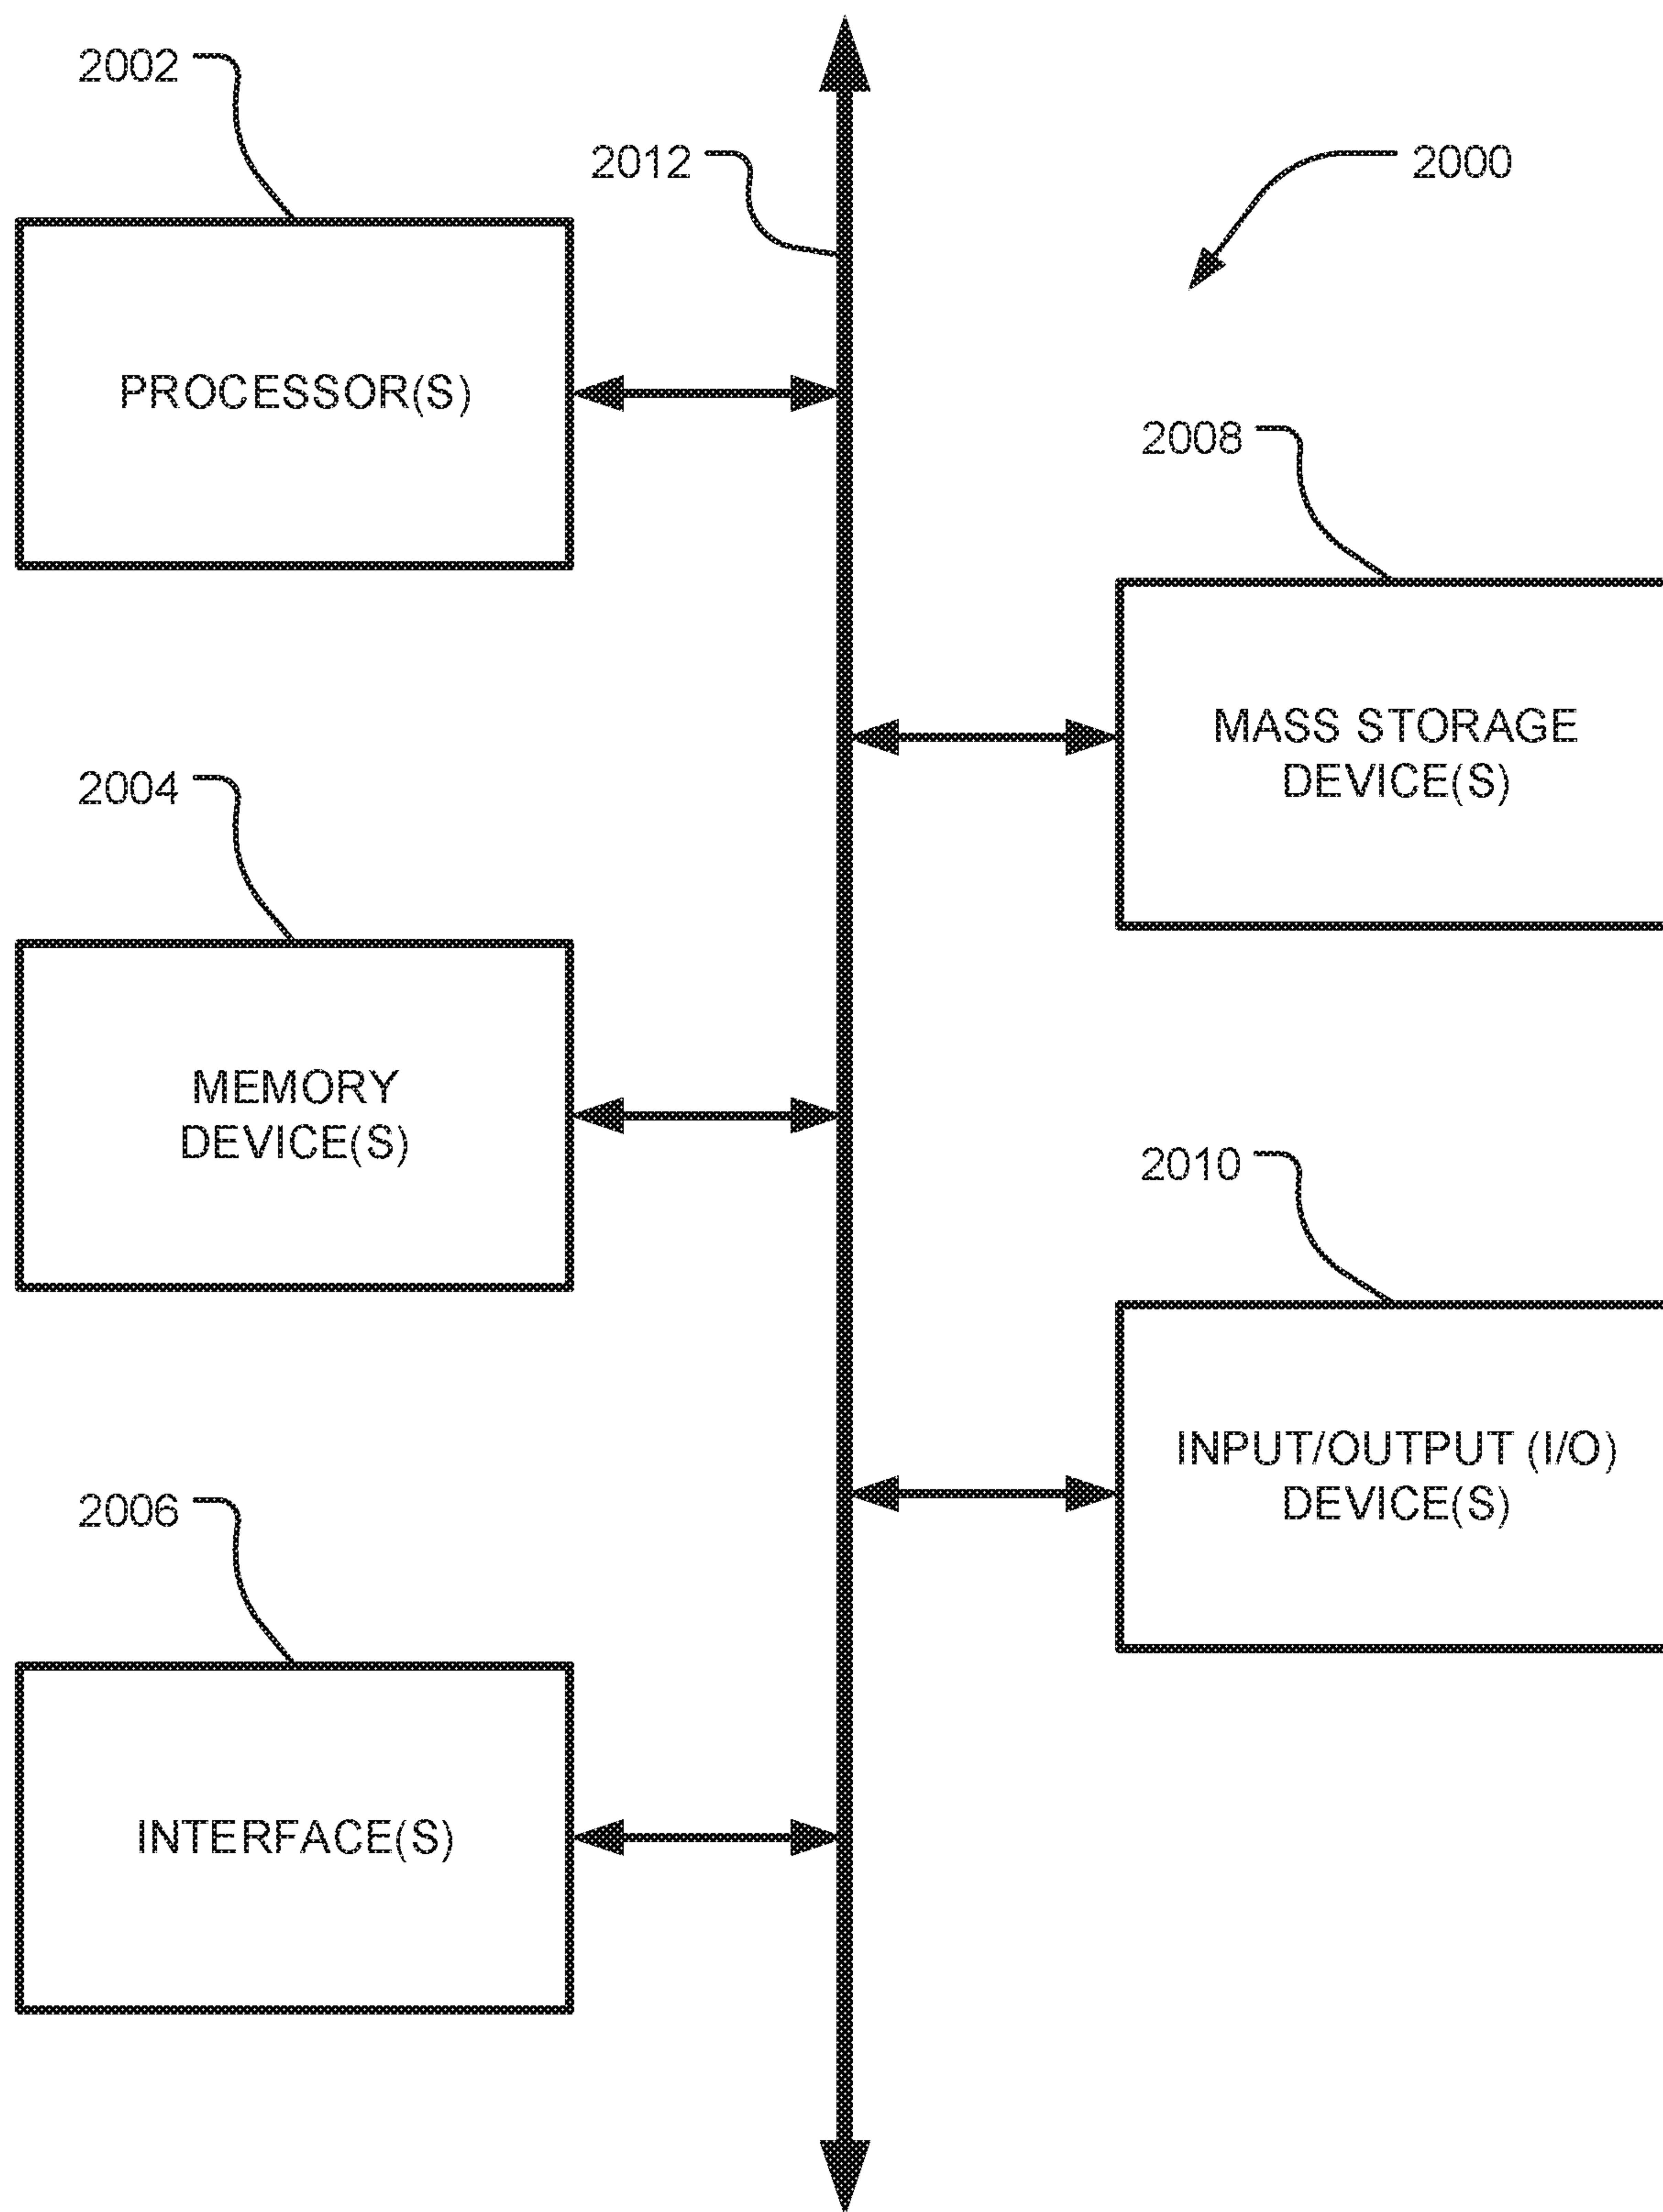 2002
2012
2000
PROCESSOR(S)
2008
MASS STORAGE
DEVICE(S)
2004
MEMORY
DEVICE(S)
2010
INPUT/OUTPUT (I/O)
DEVICE(S)
2006
INTERFACE(S)